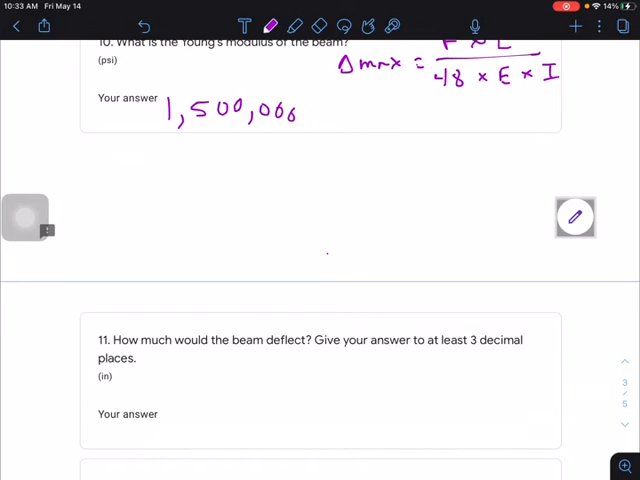 10:33 AM Fri May 14
14%
10. What is the Young's modulus of the beam?
(psi)
Δmax =
48 × E × I
Your answer 1,500,000
11. How much would the beam deflect? Give your answer to at least 3 decimal
places.
(in)
Your answer
3
/
5